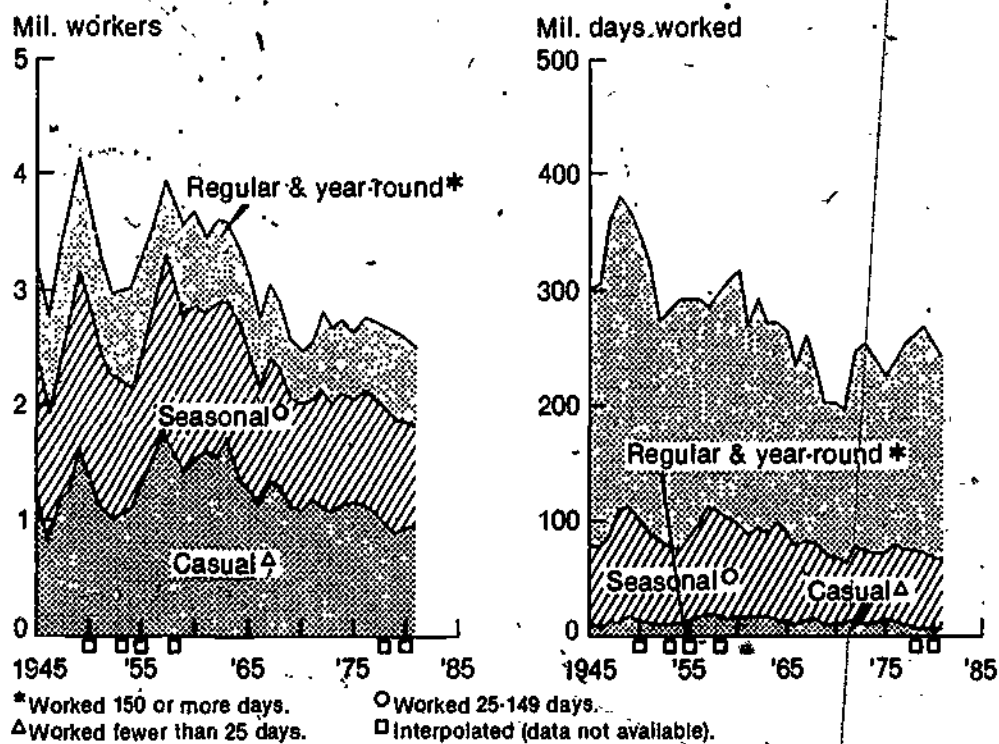 Mil. workers
5
4
3
2
1
0
Regular & year-round*
Seasonal○
Casual△
1945 '55 '65 '75 '85
Mil. days worked
500
400
300
200
100
0
Regular & year-round*
Seasonal○
Casual△
1945 '55 '65 '75 '85
*Worked 150 or more days.
○Worked 25-149 days.
△Worked fewer than 25 days.
□Interpolated (data not available).